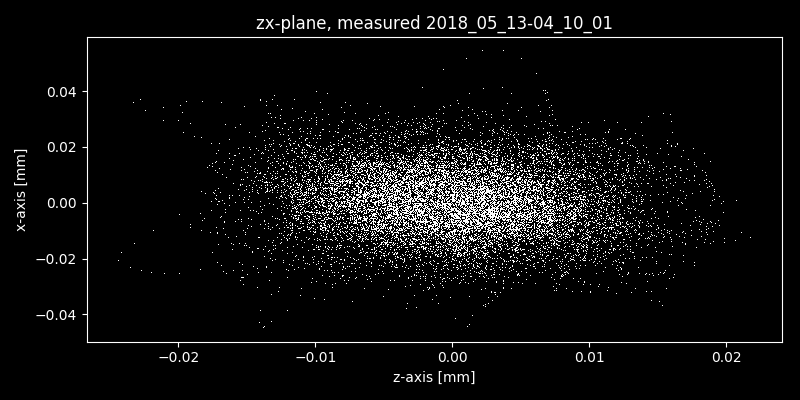 zx-plane, measured 2018_05_13-04_10_01
0.04
0.02
0.00
−0.02
−0.04
x-axis [mm]
−0.02 −0.01 0.00 0.01 0.02
z-axis [mm]